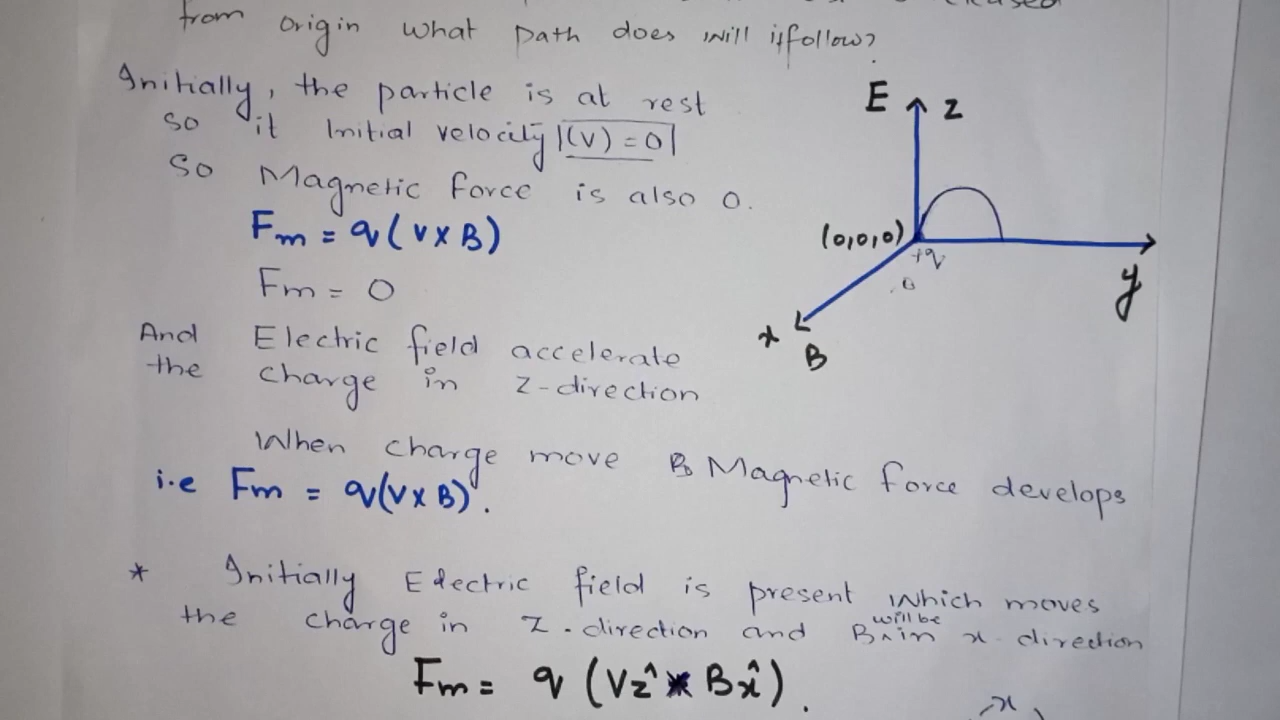 from origin what path does will it follow?
Initially, the particle is at rest
so it Initial velocity |(v) = 0|
So Magnetic force is also 0.
Fm = q(v×B)
Fm = 0
And Electric field accelerate
the charge in z-direction
When charge move B Magnetic force develops
i.e Fm = q(v×B).
* Initially Electric field is present which moves
the charge in z-direction and B will be in x-direction
Fm = q (Vẑ × Bx̂).
E z
(0,0,0)
+q
0
y
x
B
x